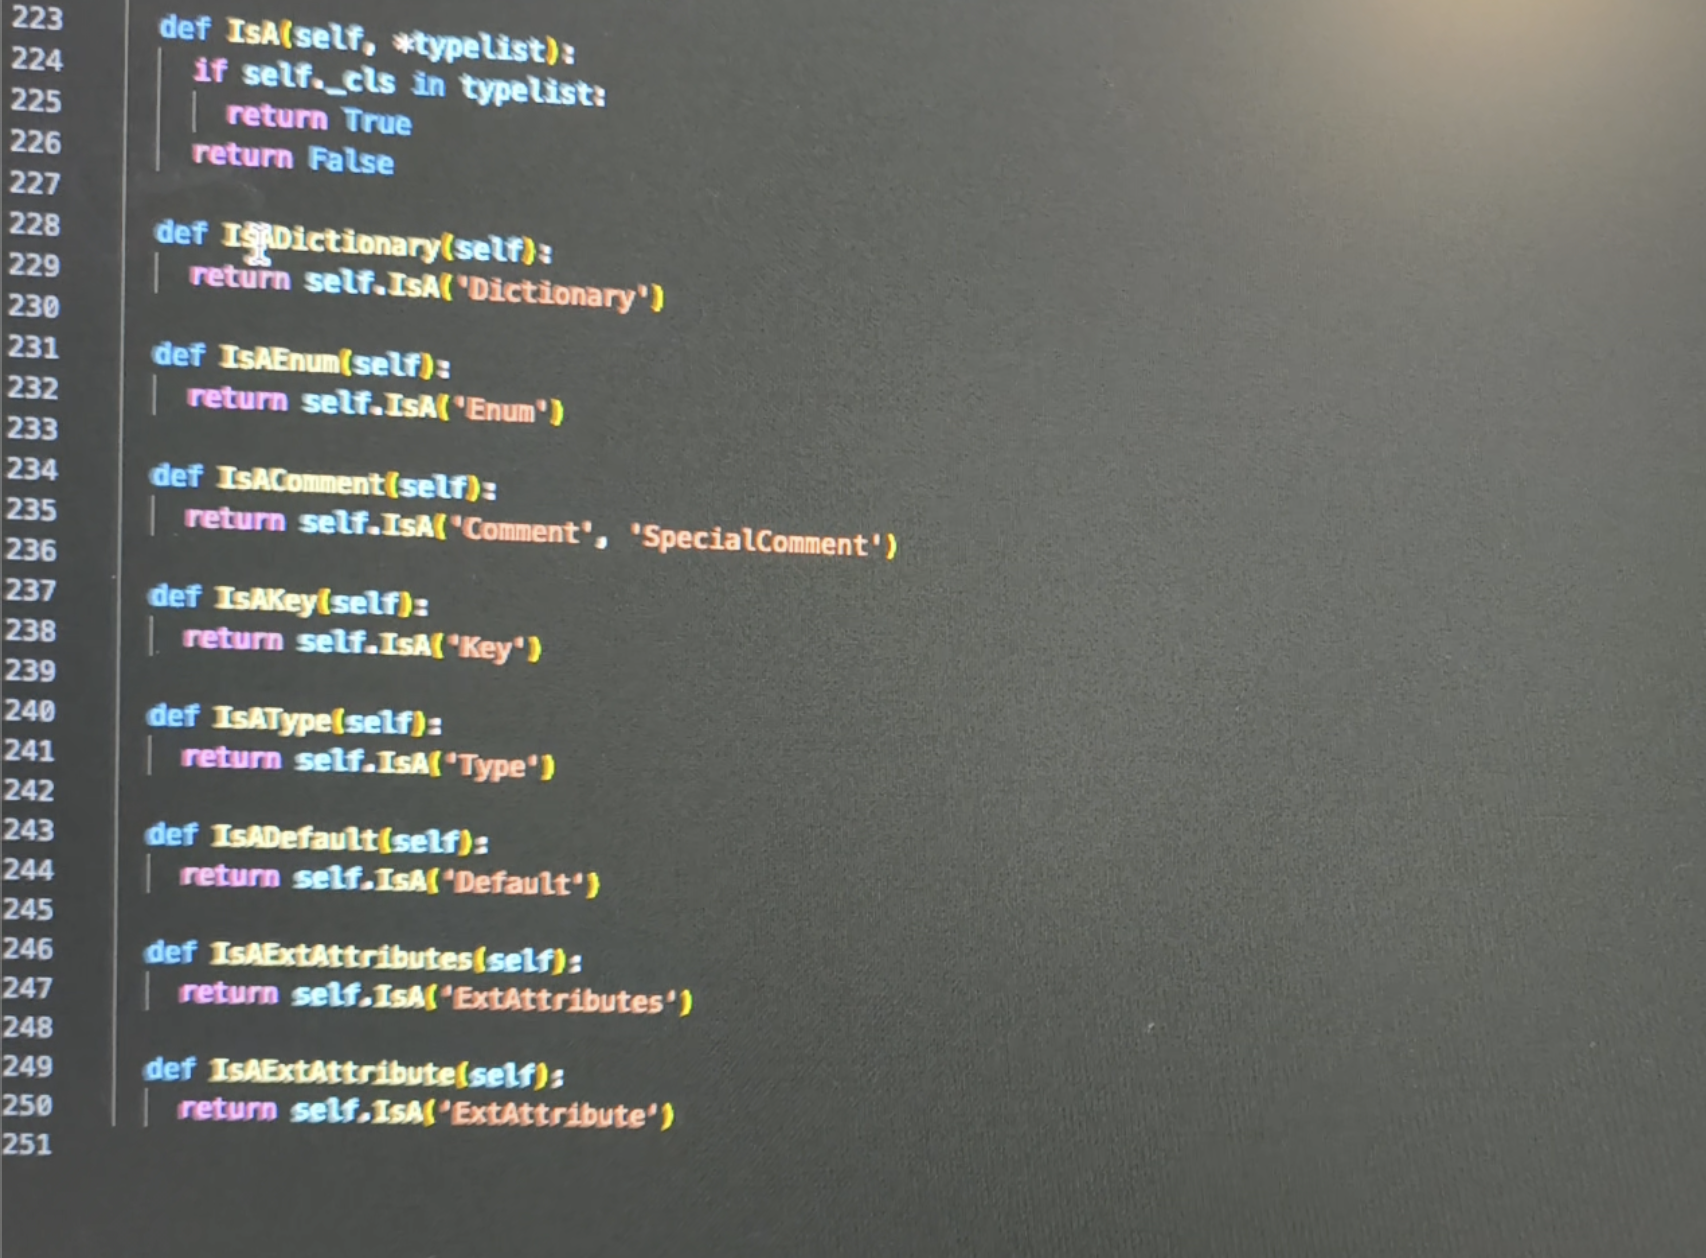 223 def IsA(self, *typelist):
224 if self._cls in typelist:
225 return True
226 return False
227
228 def IsADictionary(self):
229 return self.IsA('Dictionary')
230
231 def IsAEnum(self):
232 return self.IsA('Enum')
233
234 def IsAComment(self):
235 return self.IsA('Comment', 'SpecialComment')
236
237 def IsAKey(self):
238 return self.IsA('Key')
239
240 def IsAType(self):
241 return self.IsA('Type')
242
243 def IsADefault(self):
244 return self.IsA('Default')
245
246 def IsAExtAttributes(self):
247 return self.IsA('ExtAttributes')
248
249 def IsAExtAttribute(self):
250 return self.IsA('ExtAttribute')
251